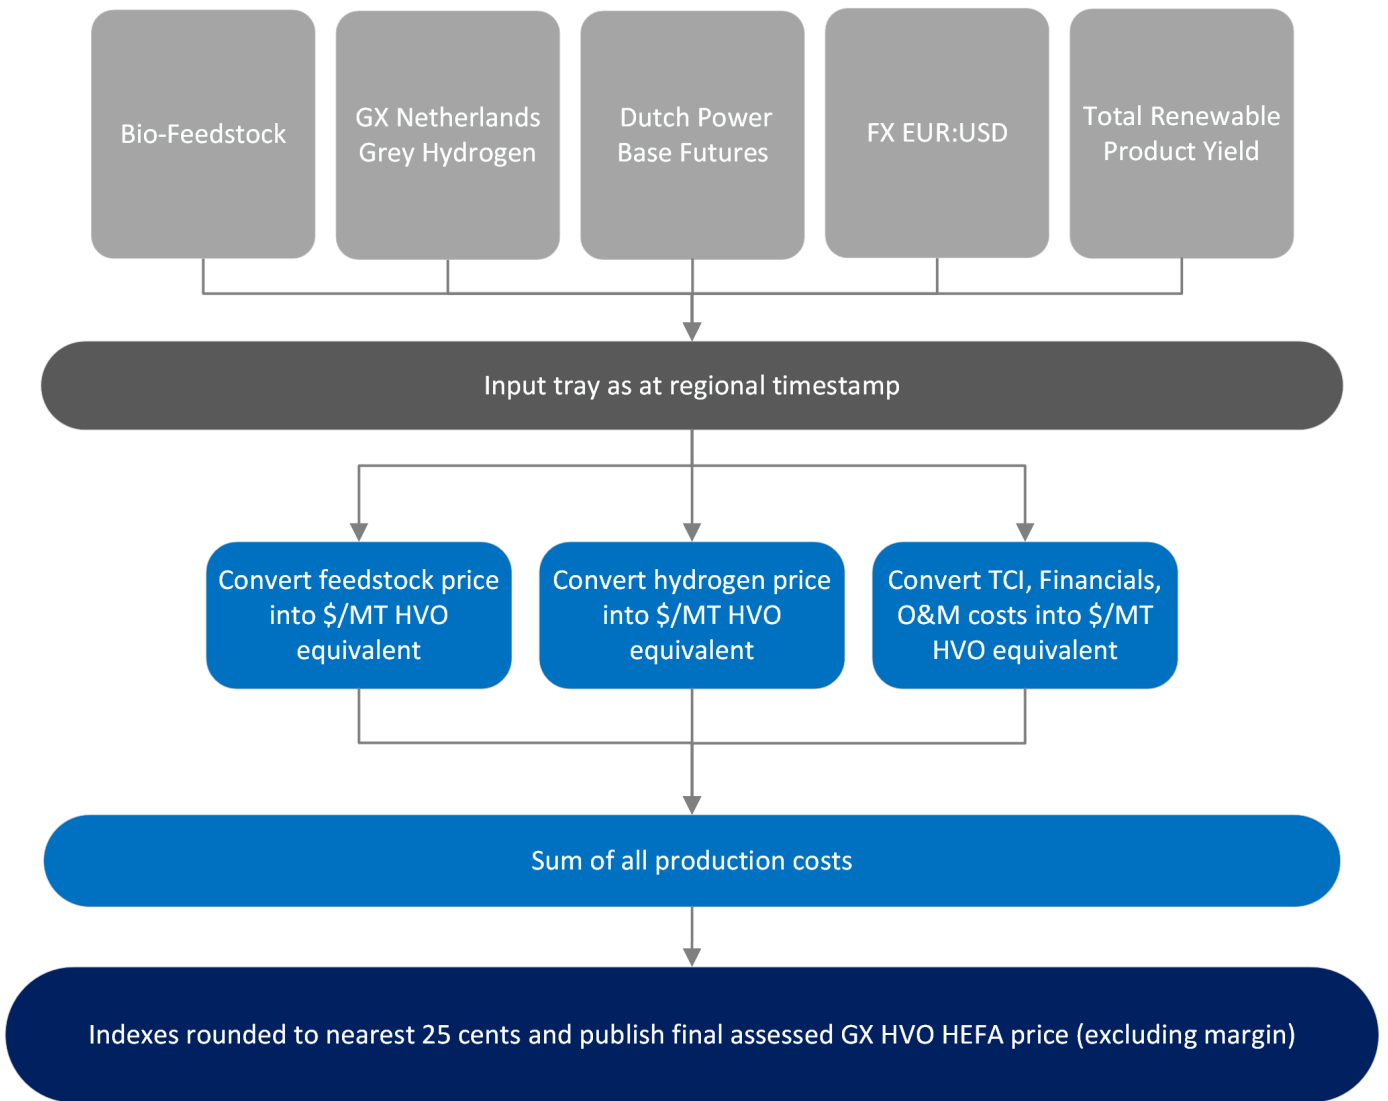 Bio-Feedstock
GX Netherlands
Grey Hydrogen
Dutch Power
Base Futures
FX EUR:USD
Total Renewable
Product Yield
Input tray as at regional timestamp
Convert feedstock price
into $/MT HVO
equivalent
Convert hydrogen price
into $/MT HVO
equivalent
Convert TCI, Financials,
O&M costs into $/MT
HVO equivalent
Sum of all production costs
Indexes rounded to nearest 25 cents and publish final assessed GX HVO HEFA price (excluding margin)